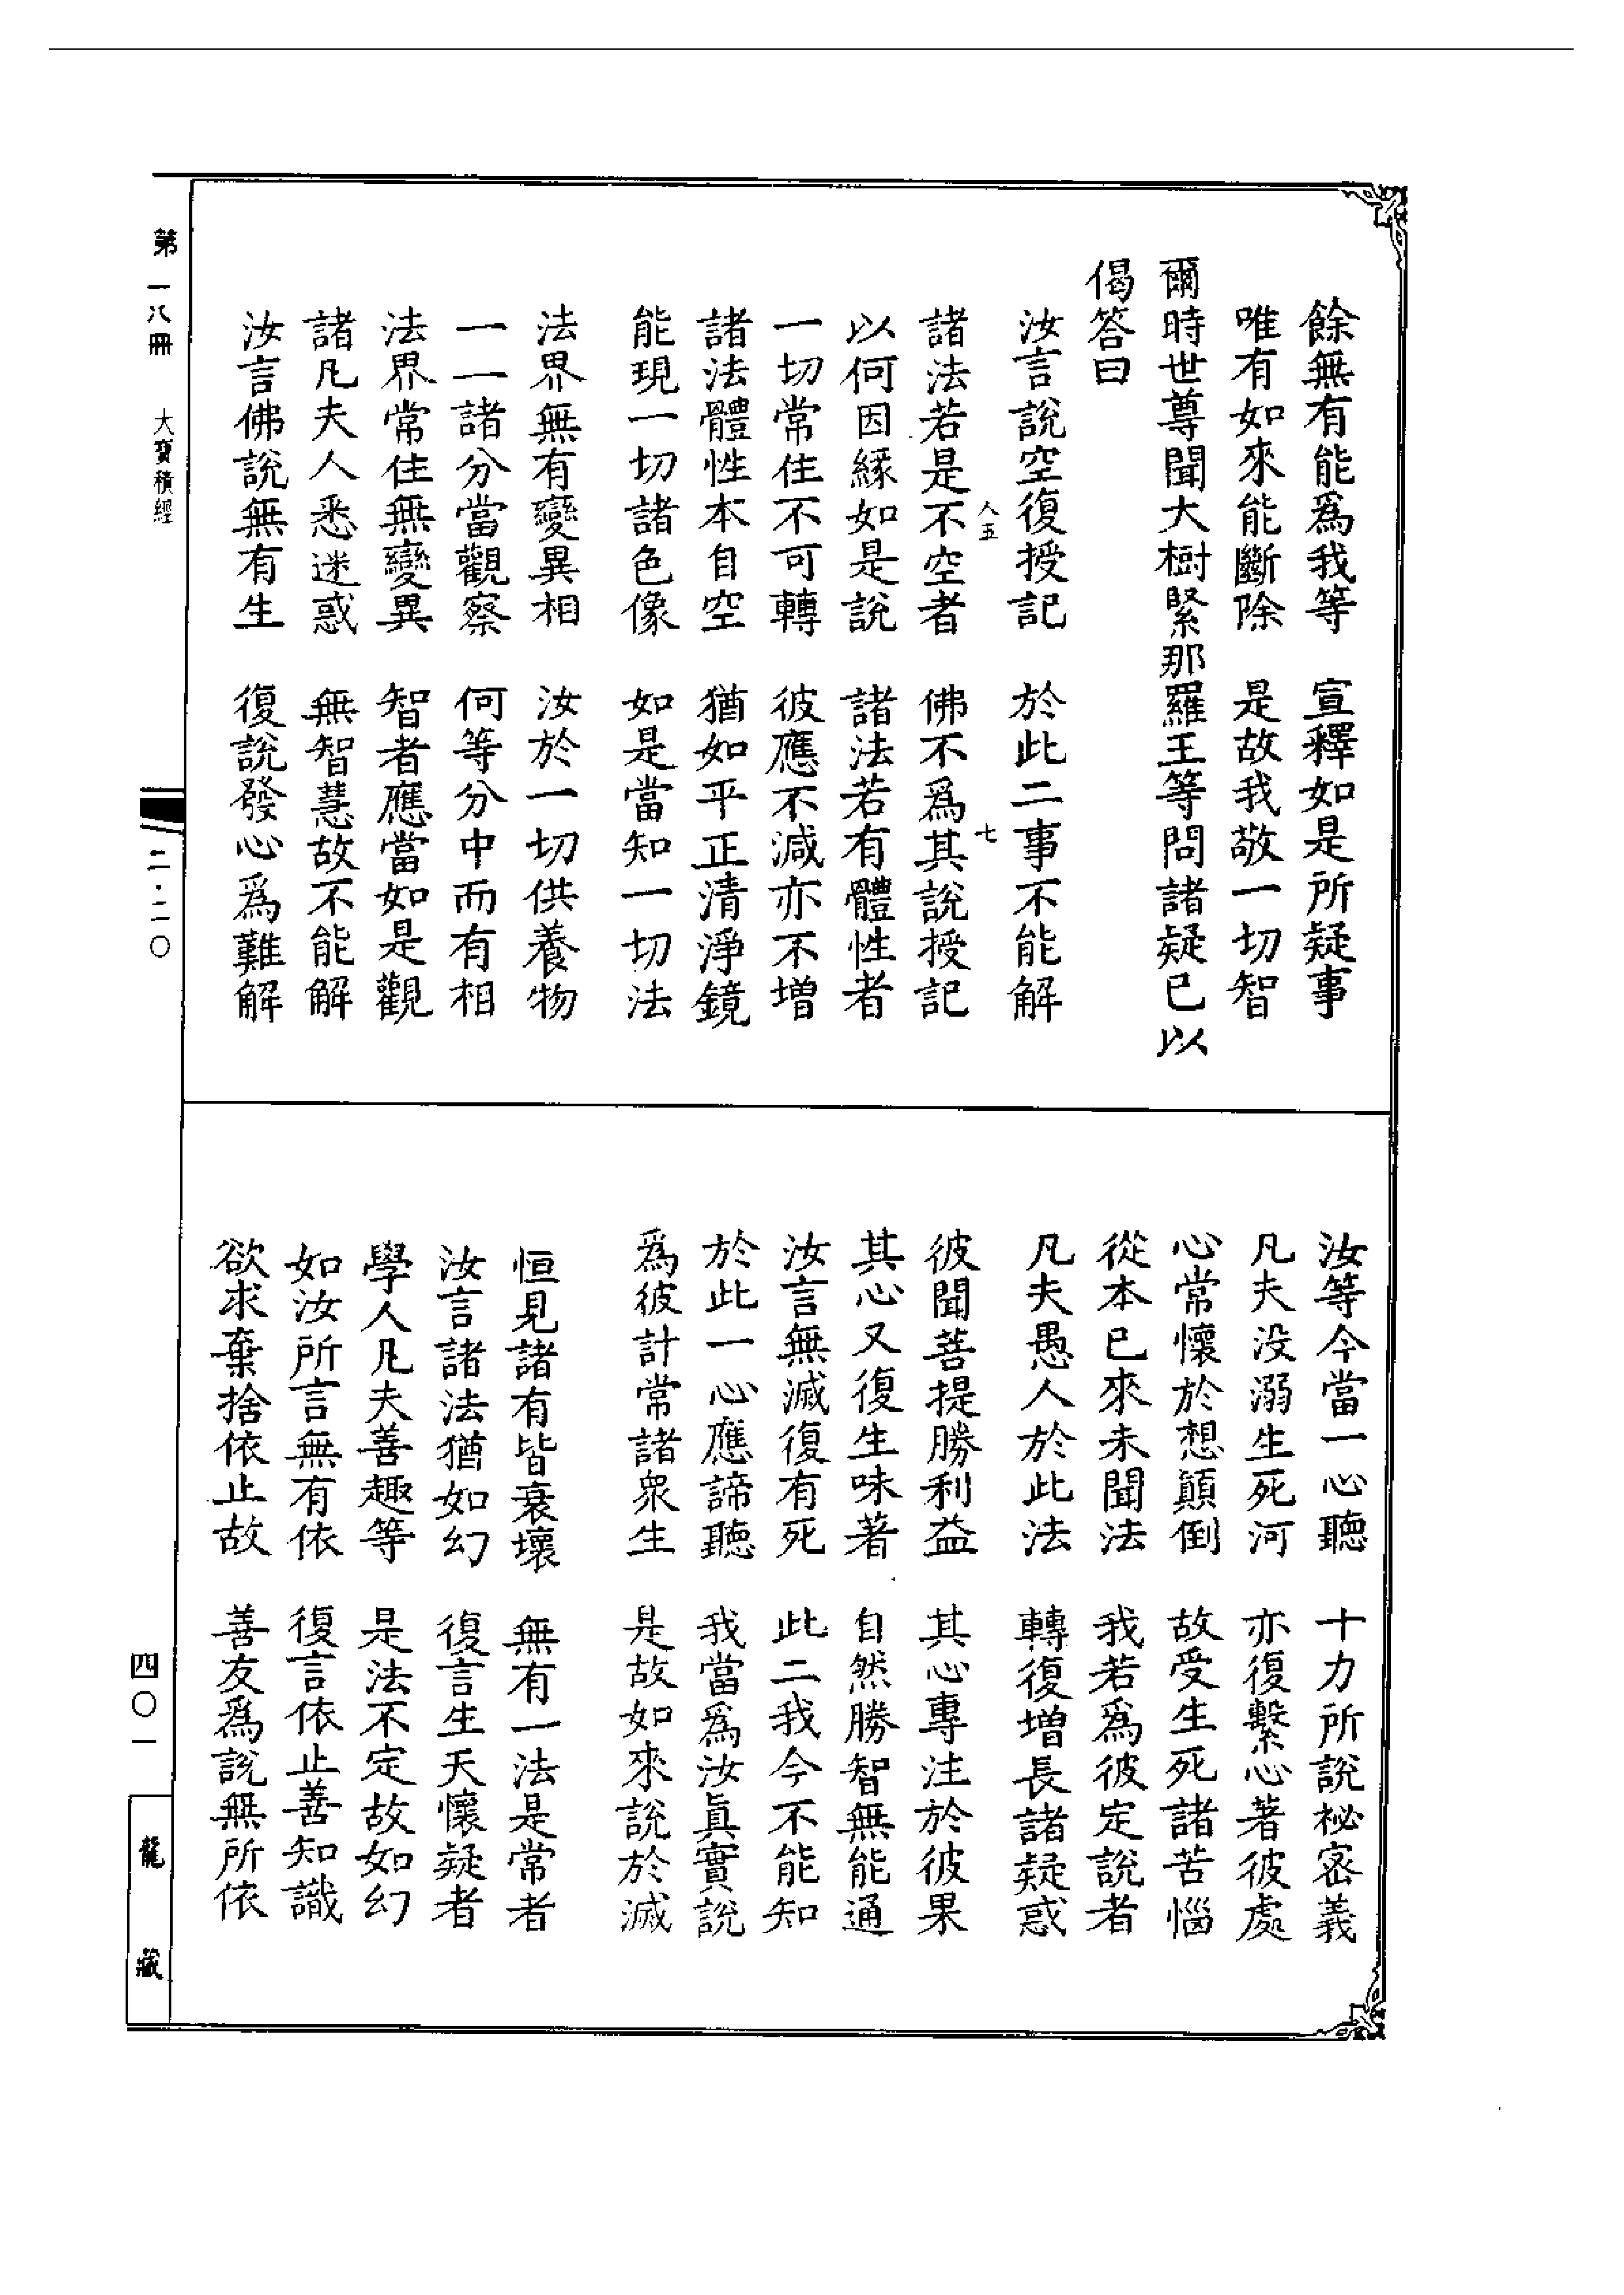 餘無有能爲我等　宣釋如是所疑事
唯有如來能斷除　是故我敬一切智
爾時世尊聞大樹緊那羅王等問諸疑已以
偈答曰
汝言說空復授記　於此二事不能解
人五　七
諸法若是不空者　佛不爲其說授記
以何因緣如是說　諸法若有體性者
一切常住不可轉　彼應不減亦不增
諸法體性本自空　猶如平正清淨鏡
能現一切諸色像　如是當知一切法
法界無有變異相　汝於一切供養物
一一諸分當觀察　何等分中而有相
法界常住無變異　智者應當如是觀
諸凡夫人悉迷惑　無智慧故不能解
汝言佛說無有生　復說發心爲難解
汝等今當一心聽　十力所說祕密義
凡夫没溺生死河　亦復繫心著彼處
心常懷於想顛倒　故受生死諸苦惱
從本已來未聞法　我若爲彼定說者
凡夫愚人於此法　轉復增長諸疑惑
彼聞菩提勝利益　其心專注於彼果
其心又復生味著　自然勝智無能通
汝言無滅復有死　此二我今不能知
於此一心應諦聽　我當爲汝眞實說
爲彼計常諸衆生　是故如來說於滅
恒見諸有皆衰壞　無有一法是常者
汝言諸法猶如幻　復言生天懷疑者
學人凡夫善趣等　是法不定故如幻
如汝所言無有依　復言依止善知識
欲求棄捨依止故　善友爲說無所依
第一八冊　大寶積經　二·二〇　四〇一　龍藏